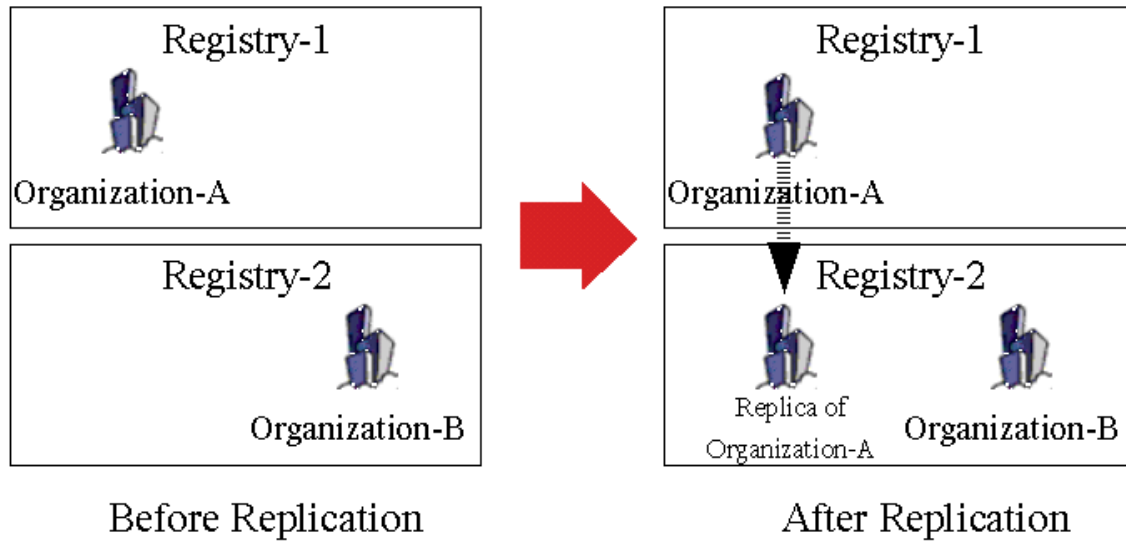 Registry-1
Organization-A
Registry-2
Organization-B
Before Replication
Registry-1
Organization-A
Registry-2
Replica of
Organization-A
Organization-B
After Replication